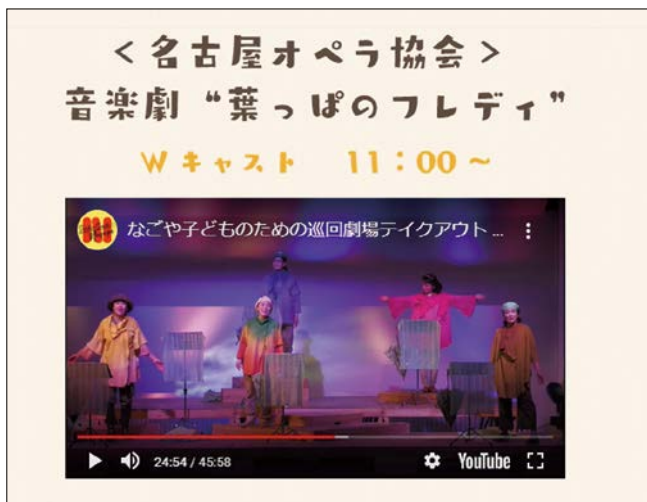 ＜名古屋オペラ協会＞
音楽劇“葉っぱのフレディ”
Wキャスト　11：00～
なごや子どものための巡回劇場テイクアウト ...
24:54 / 45:58
YouTube